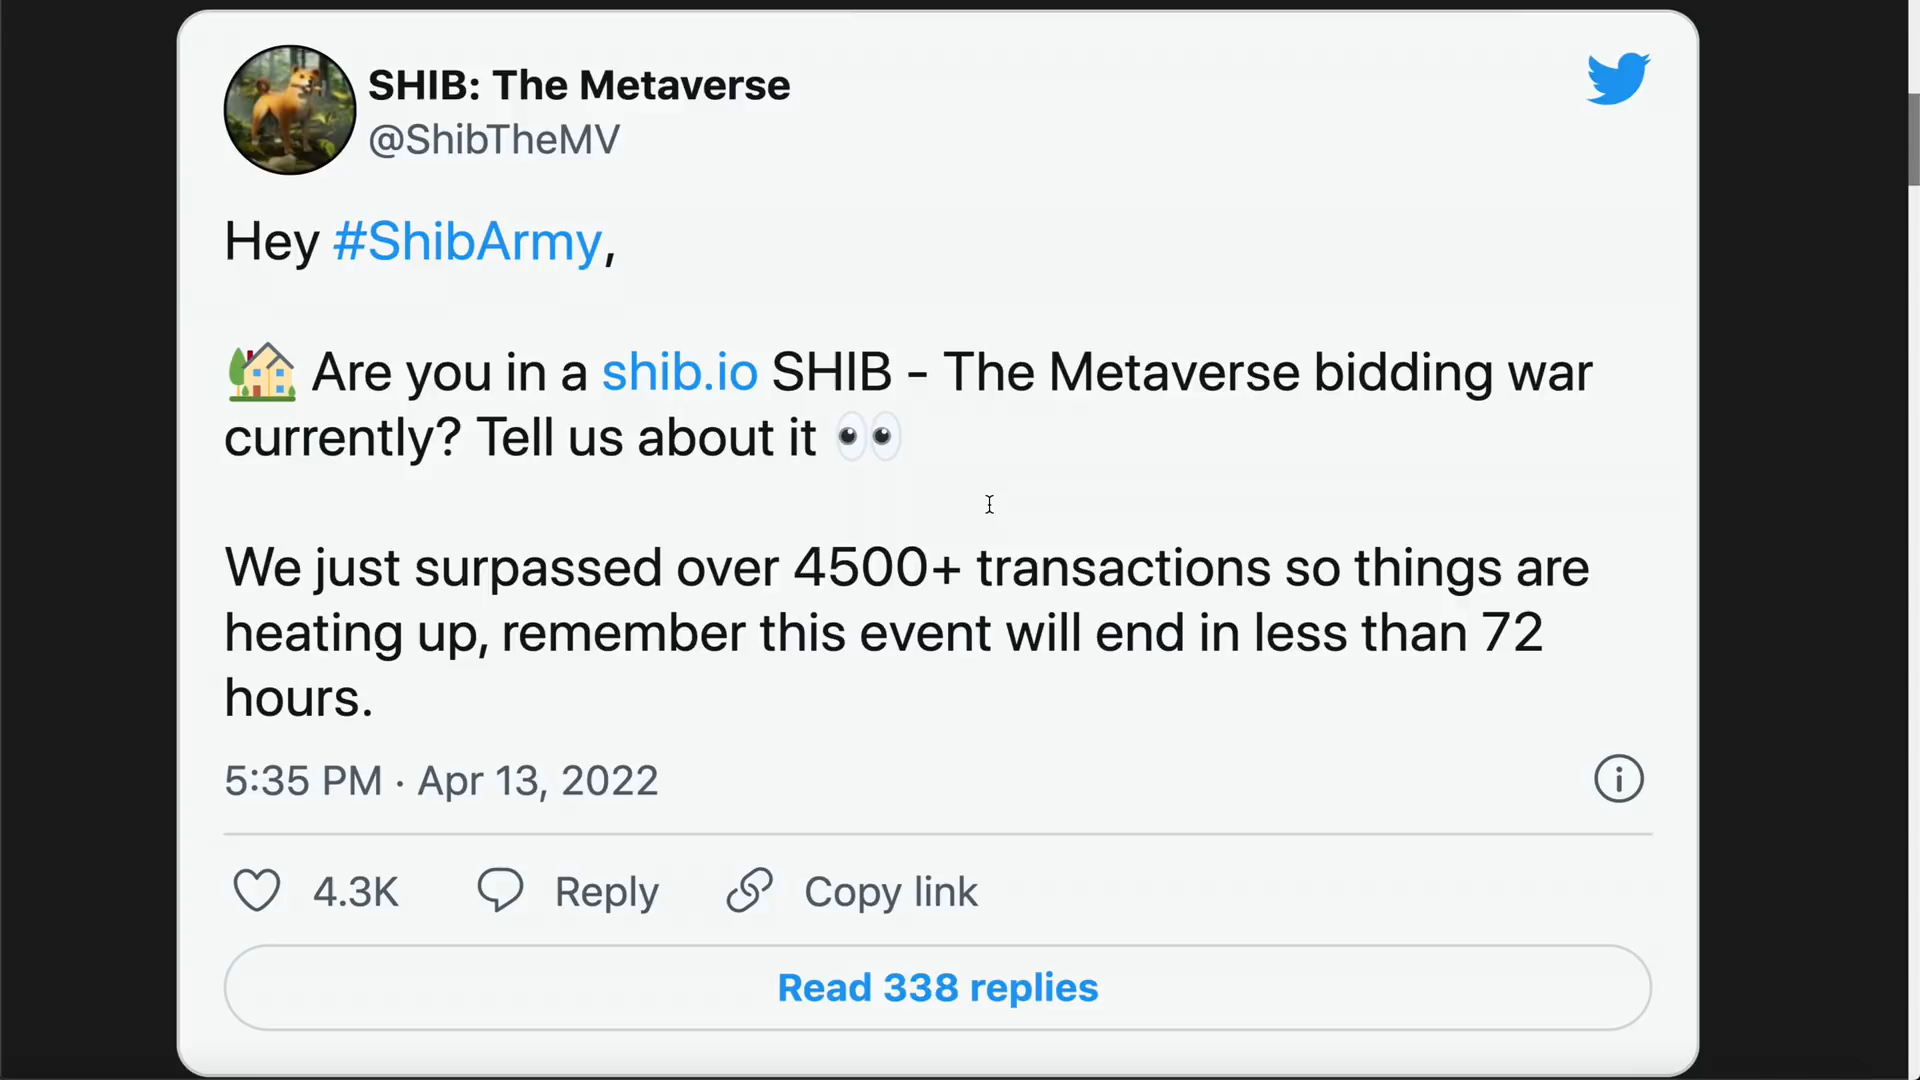 SHIB: The Metaverse
@ShibTheMV
Hey #ShibArmy,
🏡 Are you in a shib.io SHIB - The Metaverse bidding war
currently? Tell us about it 👀
We just surpassed over 4500+ transactions so things are
heating up, remember this event will end in less than 72
hours.
5:35 PM · Apr 13, 2022
4.3K Reply Copy link
Read 338 replies